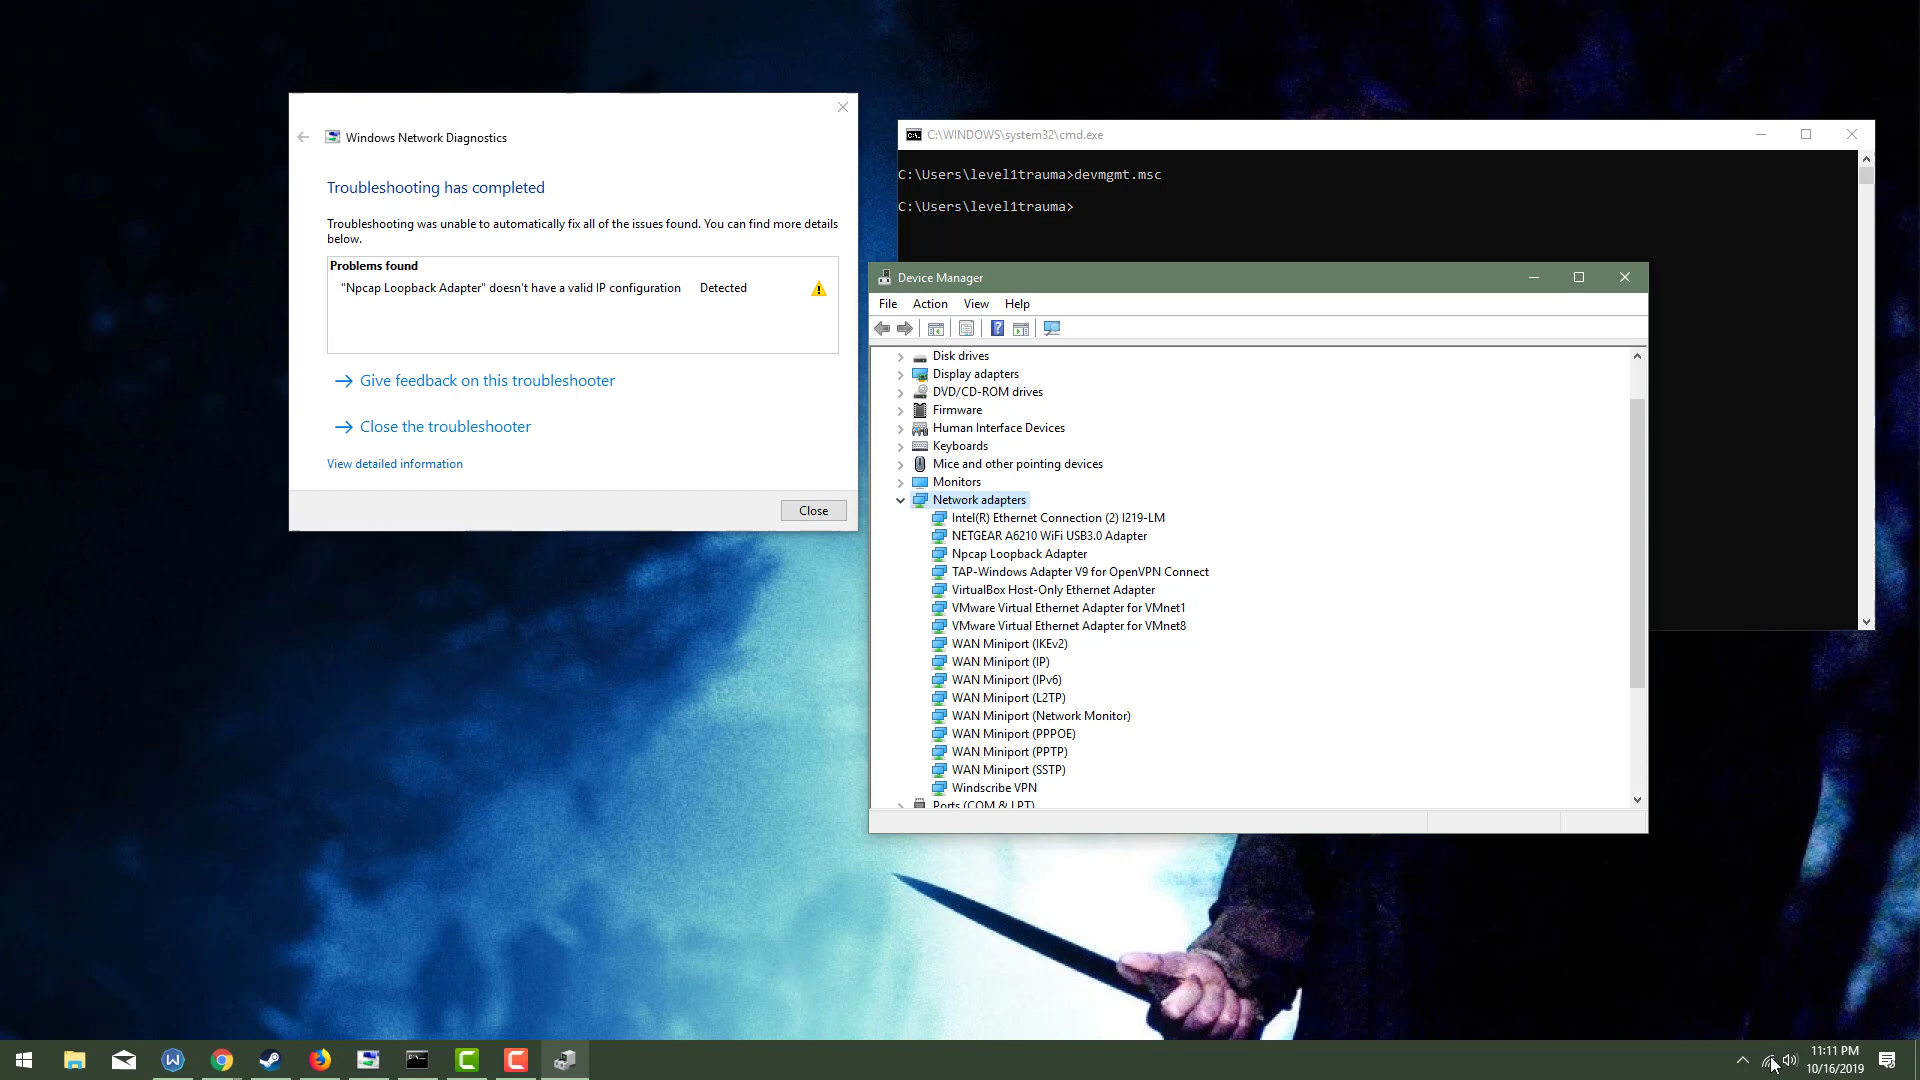 Windows Network Diagnostics
Troubleshooting has completed
Troubleshooting was unable to automatically fix all of the issues found. You can find more details
below.
Problems found
"Npcap Loopback Adapter" doesn't have a valid IP configuration Detected
Give feedback on this troubleshooter
Close the troubleshooter
View detailed information
Close
C:\WINDOWS\system32\cmd.exe
C:\Users\level1trauma>devmgmt.msc
C:\Users\level1trauma>
Device Manager
File Action View Help
Disk drives
Display adapters
DVD/CD-ROM drives
Firmware
Human Interface Devices
Keyboards
Mice and other pointing devices
Monitors
Network adapters
Intel(R) Ethernet Connection (2) I219-LM
NETGEAR A6210 WiFi USB3.0 Adapter
Npcap Loopback Adapter
TAP-Windows Adapter V9 for OpenVPN Connect
VirtualBox Host-Only Ethernet Adapter
VMware Virtual Ethernet Adapter for VMnet1
VMware Virtual Ethernet Adapter for VMnet8
WAN Miniport (IKEv2)
WAN Miniport (IP)
WAN Miniport (IPv6)
WAN Miniport (L2TP)
WAN Miniport (Network Monitor)
WAN Miniport (PPPOE)
WAN Miniport (PPTP)
WAN Miniport (SSTP)
Windscribe VPN
Ports (COM & LPT)
11:11 PM
10/16/2019